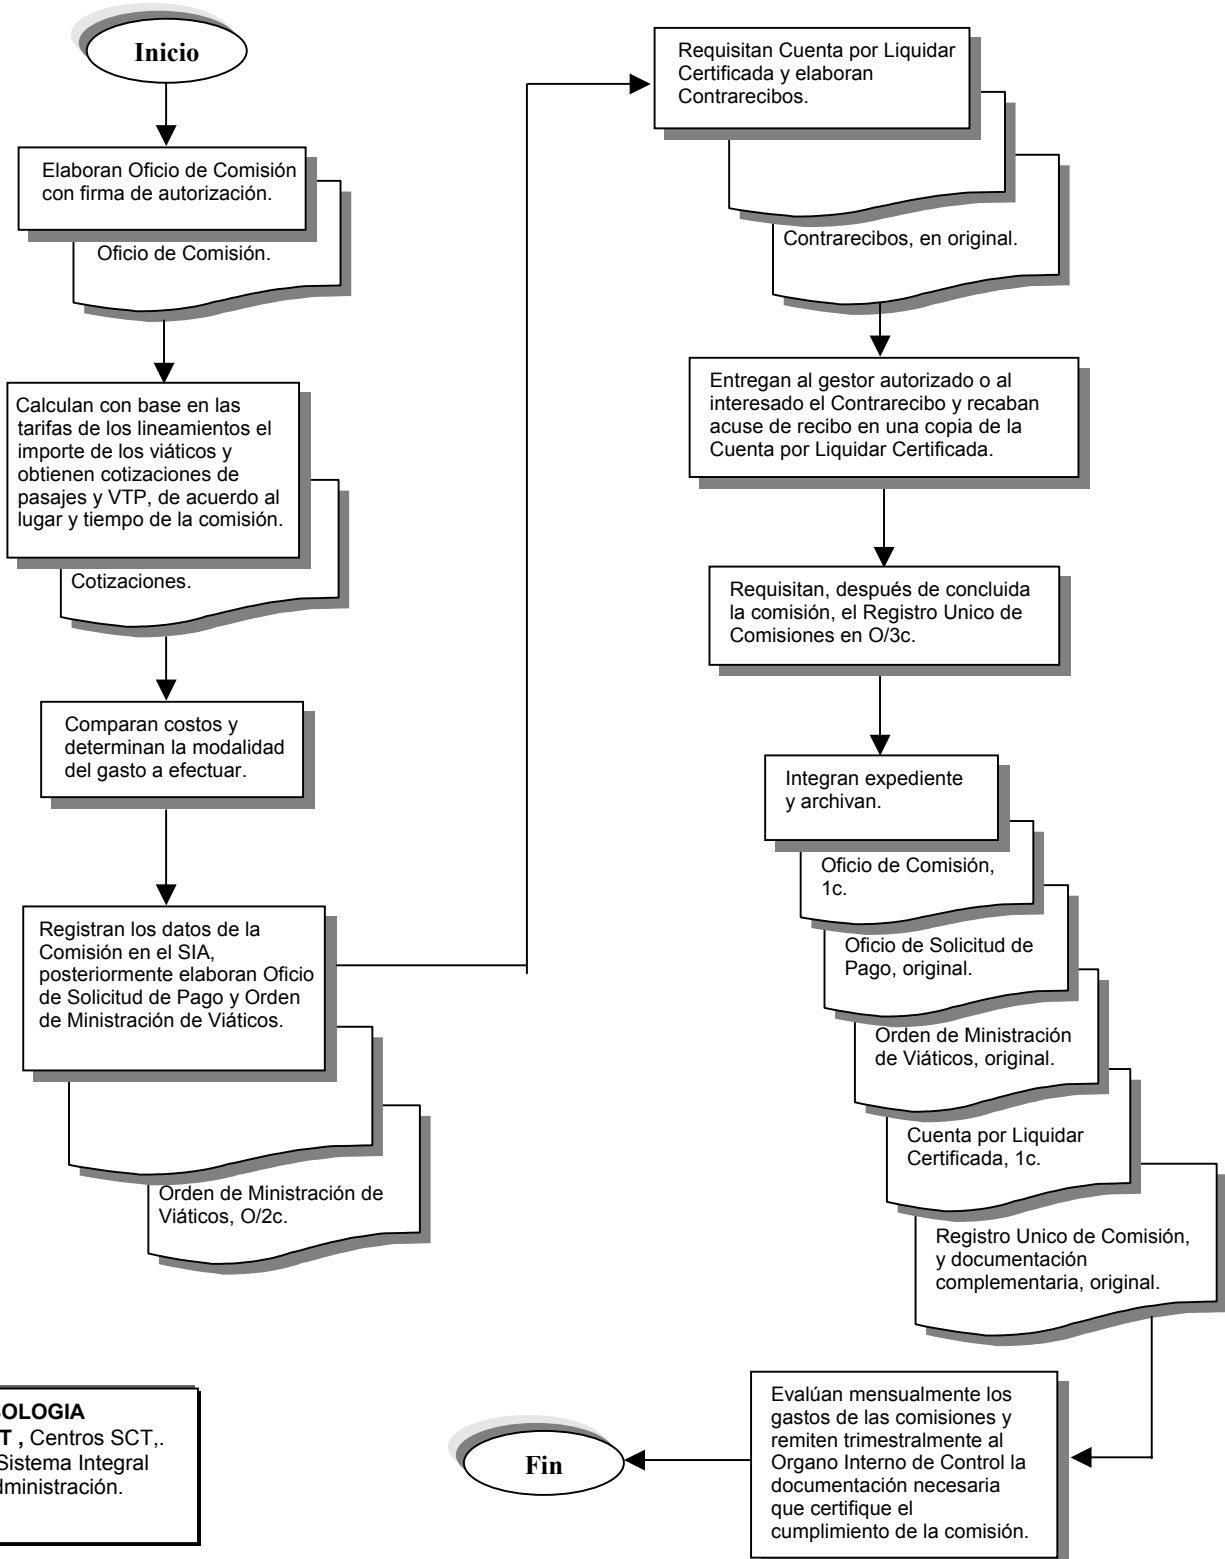 Inicio
Elaboran Oficio de Comisión
con firma de autorización.
Oficio de Comisión.
Calculan con base en las
tarifas de los lineamientos el
importe de los viáticos y
obtienen cotizaciones de
pasajes y VTP, de acuerdo al
lugar y tiempo de la comisión.
Cotizaciones.
Comparan costos y
determinan la modalidad
del gasto a efectuar.
Registran los datos de la
Comisión en el SIA,
posteriormente elaboran Oficio
de Solicitud de Pago y Orden
de Ministración de Viáticos.
Orden de Ministración de
Viáticos, O/2c.
Requisitan Cuenta por Liquidar
Certificada y elaboran
Contrarecibos.
Contrarecibos, en original.
Entregan al gestor autorizado o al
interesado el Contrarecibo y recaban
acuse de recibo en una copia de la
Cuenta por Liquidar Certificada.
Requisitan, después de concluida
la comisión, el Registro Unico de
Comisiones en O/3c.
Integran expediente
y archivan.
Oficio de Comisión,
1c.
Oficio de Solicitud de
Pago, original.
Orden de Ministración
de Viáticos, original.
Cuenta por Liquidar
Certificada, 1c.
Registro Unico de Comisión,
y documentación
complementaria, original.
Evalúan mensualmente los
gastos de las comisiones y
remiten trimestralmente al
Organo Interno de Control la
documentación necesaria
que certifique el
cumplimiento de la comisión.
Fin
OLOGIA
T , Centros SCT,.
Sistema Integral
dministración.